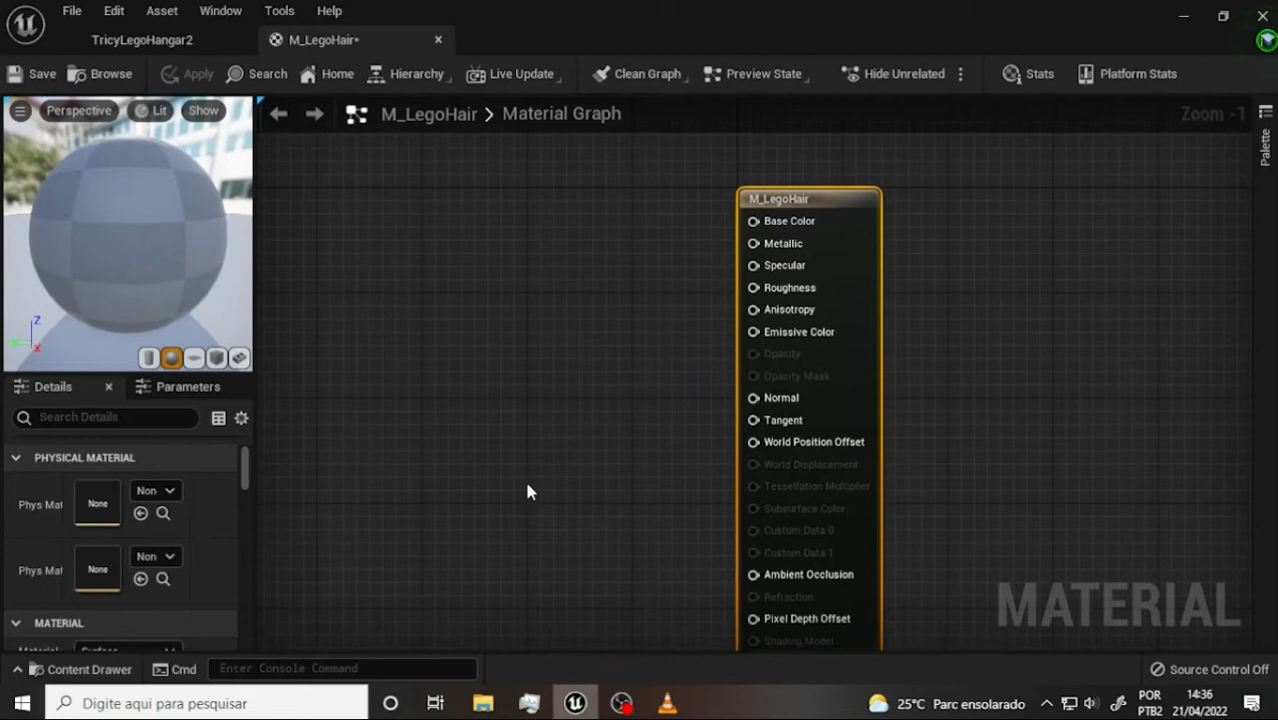 File Edit Asset Window Tools Help
TricyLegoHangar2 M_LegoHair*
Save Browse Apply Search Home Hierarchy Live Update Clean Graph Preview State Hide Unrelated Stats Platform Stats
Perspective Lit Show
M_LegoHair > Material Graph
Zoom -1
Palette
M_LegoHair
Base Color
Metallic
Specular
Roughness
Anisotropy
Emissive Color
Opacity
Opacity Mask
Normal
Tangent
World Position Offset
World Displacement
Tessellation Multiplier
Subsurface Color
Custom Data 0
Custom Data 1
Ambient Occlusion
Refraction
Pixel Depth Offset
Shading Model
MATERIAL
Z
X
Details Parameters
Search Details
PHYSICAL MATERIAL
Phys Mat None Non
Phys Mat None Non
MATERIAL
Content Drawer Cmd Enter Console Command Source Control Off
Digite aqui para pesquisar
25°C Parc ensolarado
POR
PTB2
14:36
21/04/2022